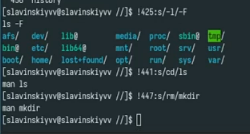 [slavinskiyvv@slavinskiyvv //]$ !425:s/-l/-F
ls -F
afs/ dev/ lib@ media/ proc/ sbin@ tmp/
bin@ etc/ lib64@ mnt/ root/ srv/ usr/
boot/ home/ lost+found/ opt/ run/ sys/ var/
[slavinskiyvv@slavinskiyvv //]$ !441:s/cd/ls
man ls
[slavinskiyvv@slavinskiyvv //]$ !447:s/rm/mkdir
man mkdir
[slavinskiyvv@slavinskiyvv //]$